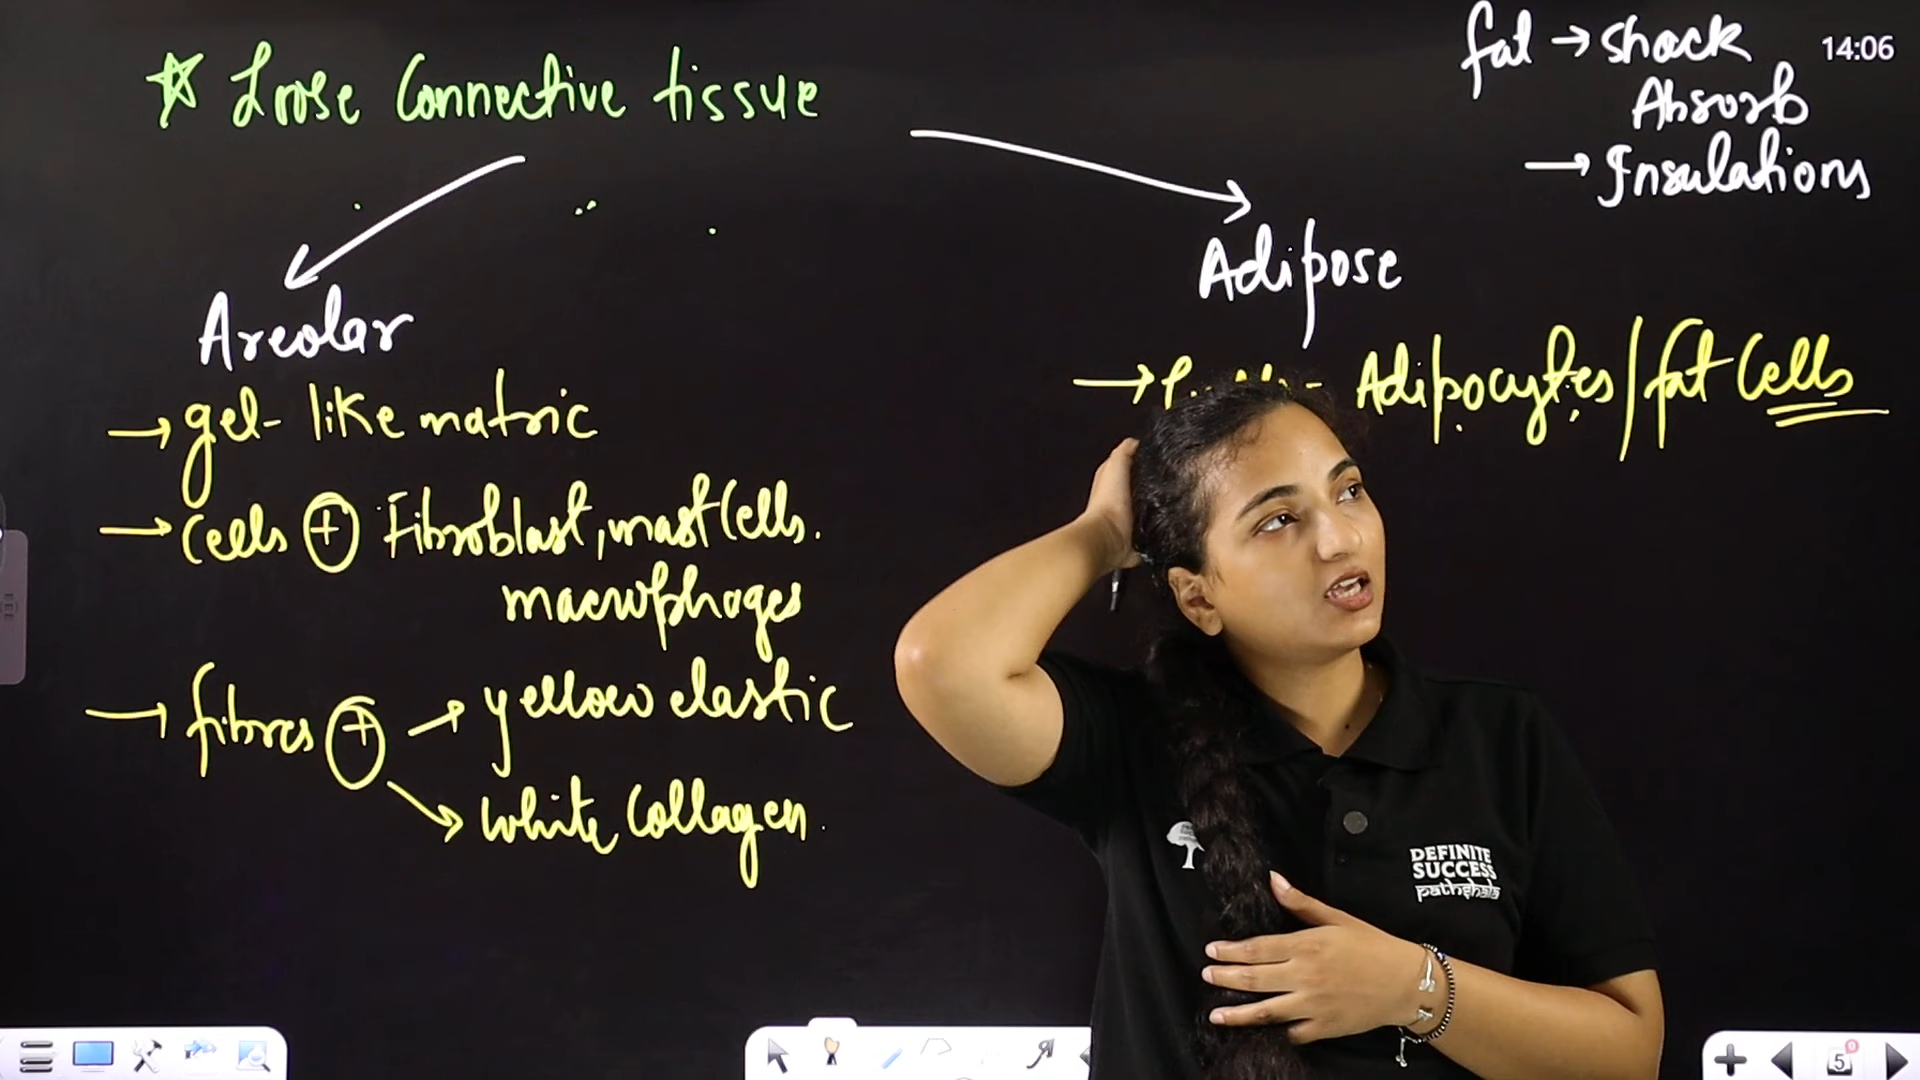 ☆ Loose Connective tissue
fat → shock
Absorb
→ Insulations
14:06
Areolar
Adipose
→ gel-like matric
→ Adipocytes/fat Cells
→ Cells + Fibroblast, mast Cells.
macrophages
→ fibres + → yellow elastic
→ white Collagen.
DEFINITE
SUCCESS
pathshala
5